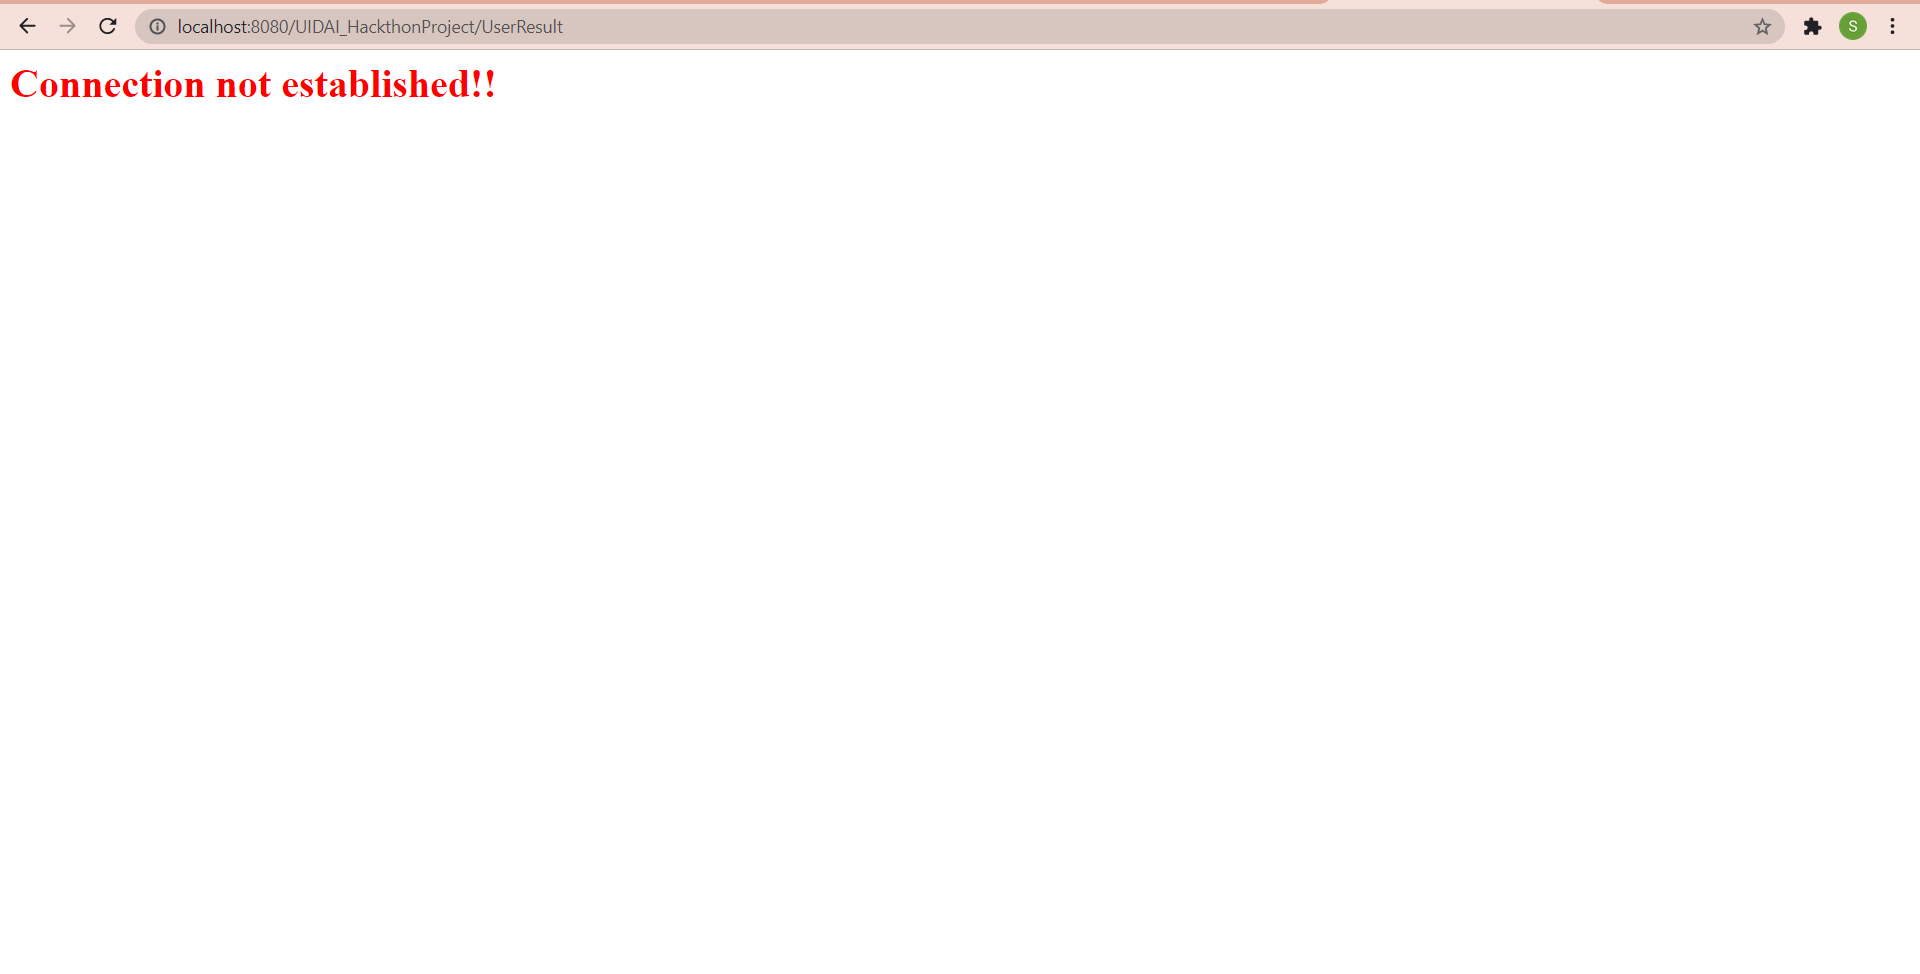 localhost:8080/UIDAI_HackthonProject/UserResult
S
Connection not established!!